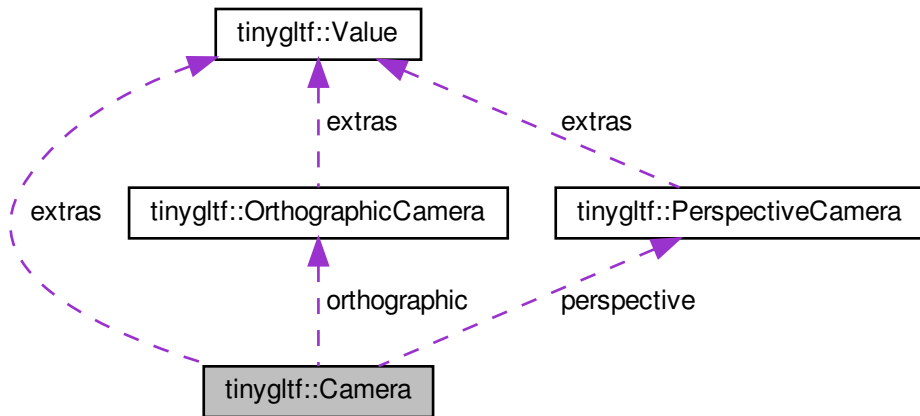 tinygltf::Value
extras
extras
extras
tinygltf::OrthographicCamera
tinygltf::PerspectiveCamera
orthographic
perspective
tinygltf::Camera